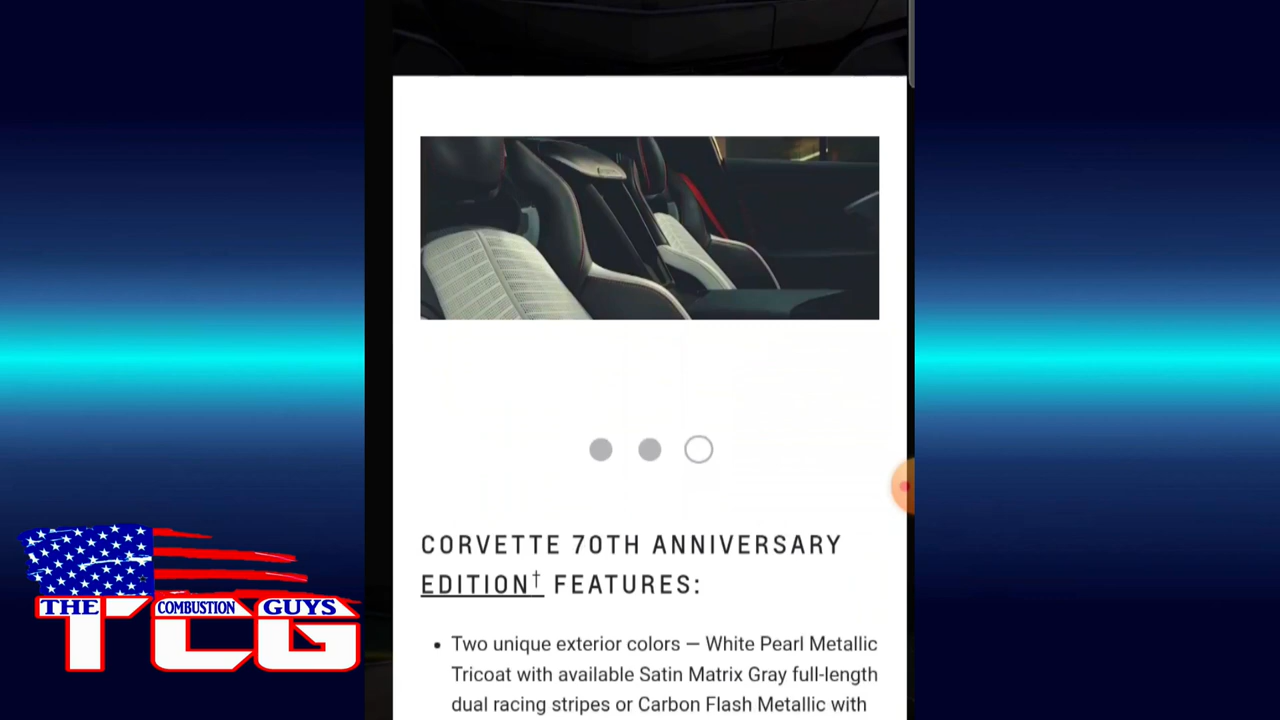 CORVETTE 70TH ANNIVERSARY
EDITION† FEATURES:
• Two unique exterior colors — White Pearl Metallic
Tricoat with available Satin Matrix Gray full-length
dual racing stripes or Carbon Flash Metallic with
THE COMBUSTION GUYS
TCG